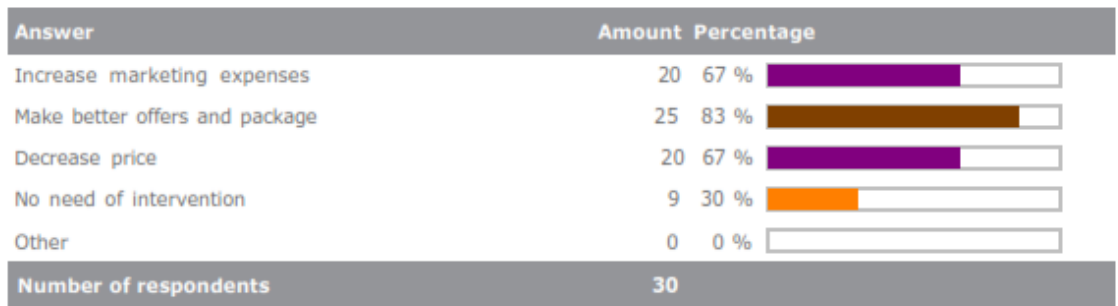 Answer Amount Percentage
Increase marketing expenses 20 67 %
Make better offers and package 25 83 %
Decrease price 20 67 %
No need of intervention 9 30 %
Other 0 0 %
Number of respondents 30